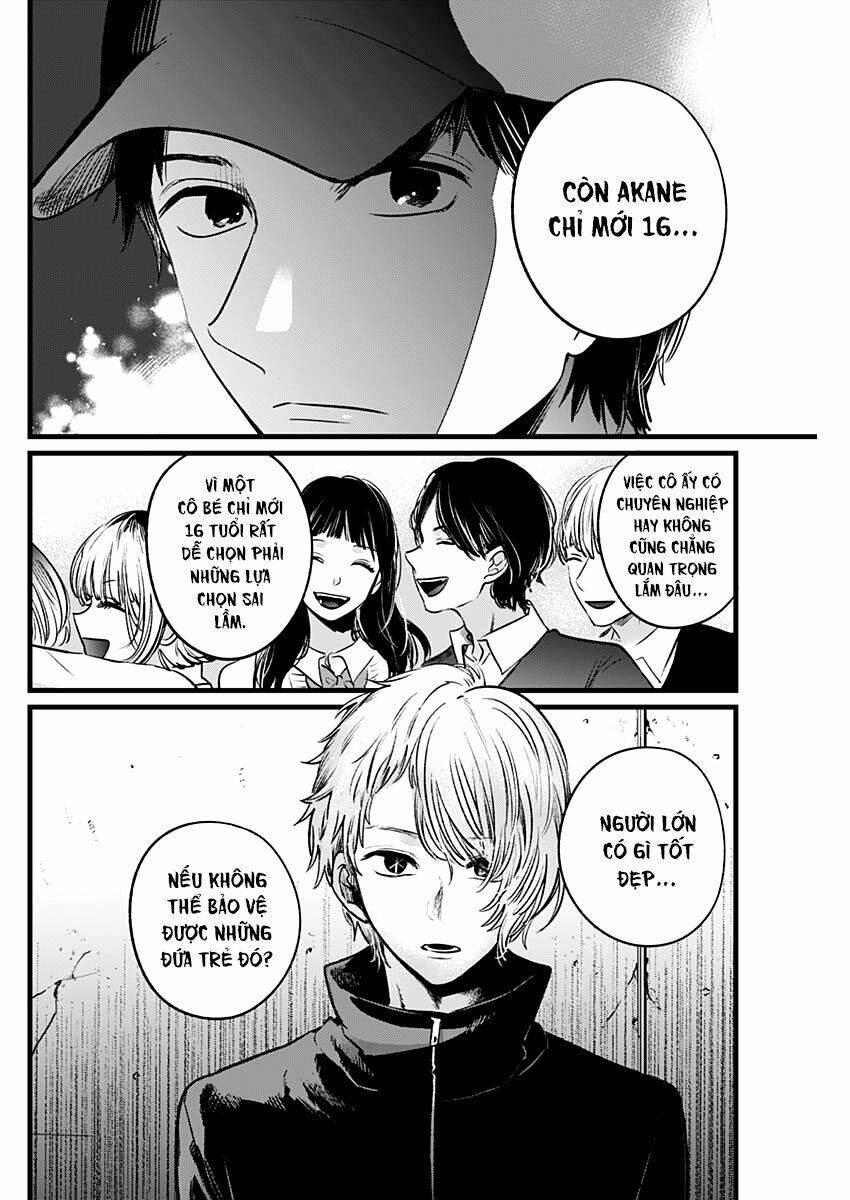 CÒN AKANE
CHỈ MỚI 16...
VIỆC CÔ ẤY CÓ
CHUYÊN NGHIỆP
HAY KHÔNG
CŨNG CHẲNG
QUAN TRỌNG
LẮM ĐÂU...
VÌ MỘT
CÔ BÉ CHỈ MỚI
16 TUỔI RẤT
DỄ CHỌN PHẢI
NHỮNG LỰA
CHỌN SAI
LẦM.
NGƯỜI LỚN
CÓ GÌ TỐT
ĐẸP...
NẾU KHÔNG
THỂ BẢO VỆ
ĐƯỢC NHỮNG
ĐỨA TRẺ ĐÓ?